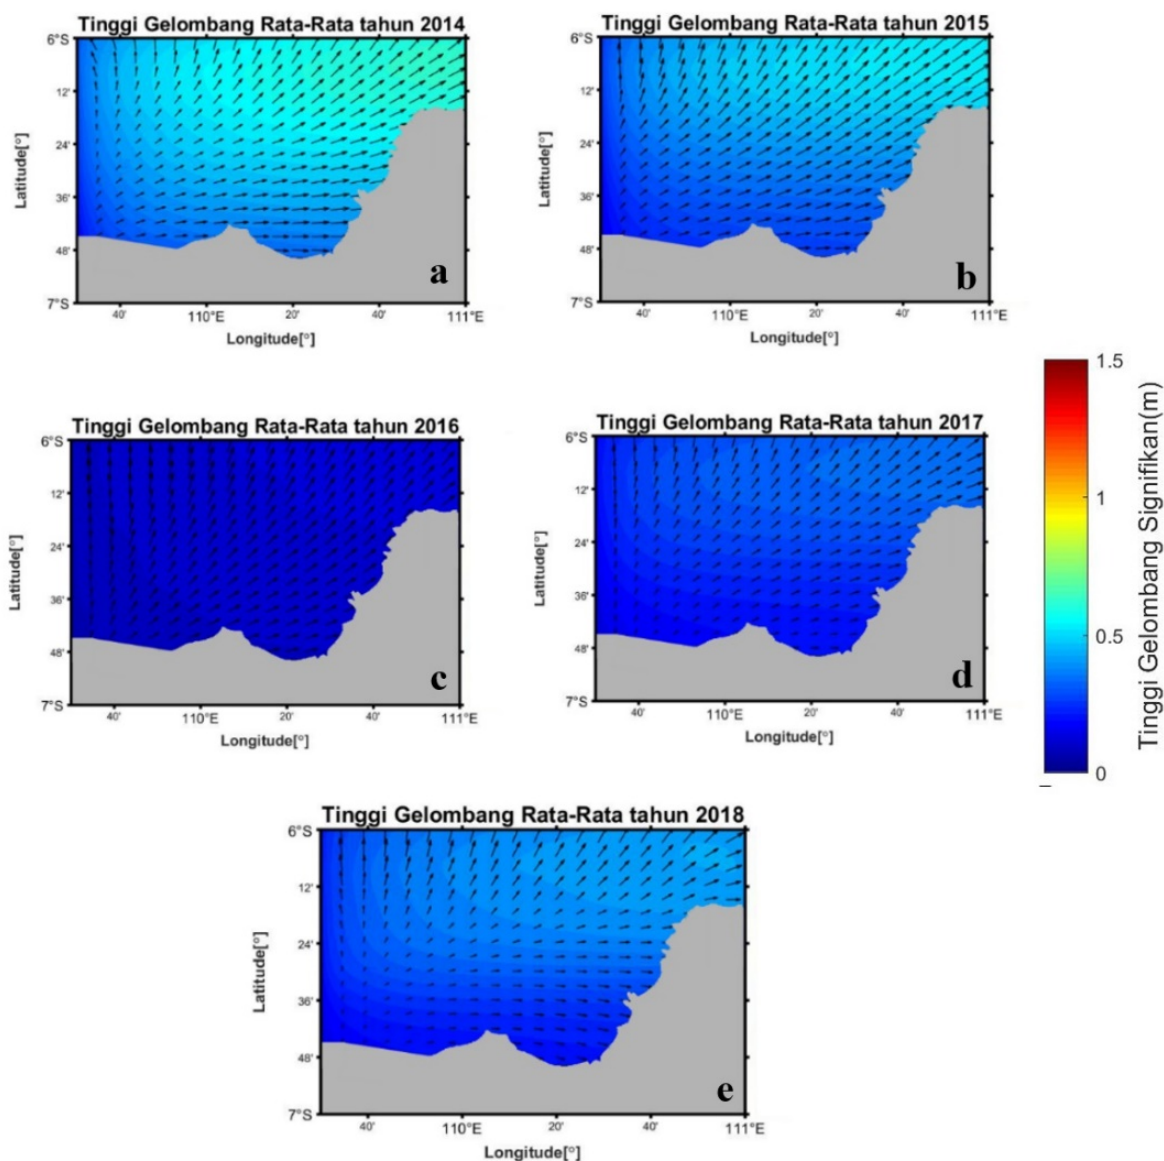 Tinggi Gelombang Rata-Rata tahun 2014
6°S
12'
24'
36'
48'
7°S
Latitude[°]
40'
110°E
20'
40'
111°E
Longitude[°]
a
Tinggi Gelombang Rata-Rata tahun 2015
6°S
12'
24'
36'
48'
7°S
Latitude[°]
40'
110°E
20'
40'
111°E
Longitude[°]
b
Tinggi Gelombang Rata-Rata tahun 2016
6°S
12'
24'
36'
48'
7°S
Latitude[°]
40'
110°E
20'
40'
111°E
Longitude[°]
c
Tinggi Gelombang Rata-Rata tahun 2017
6°S
12'
24'
36'
48'
7°S
Latitude[°]
40'
110°E
20'
40'
111°E
Longitude[°]
d
1.5
1
0.5
0
Tinggi Gelombang Signifikan(m)
Tinggi Gelombang Rata-Rata tahun 2018
6°S
12'
24'
36'
48'
7°S
Latitude[°]
40'
110°E
20'
40'
111°E
Longitude[°]
e